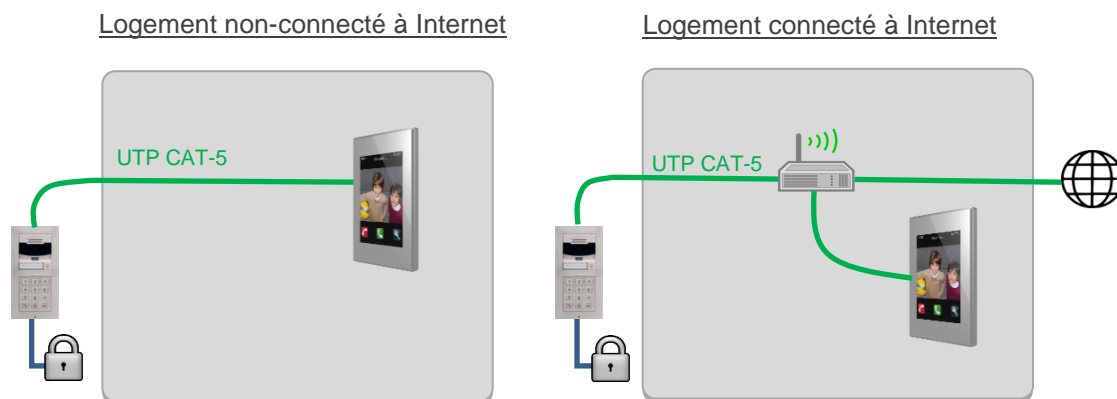 Logement non-connecté à Internet
Logement connecté à Internet
UTP CAT-5
UTP CAT-5